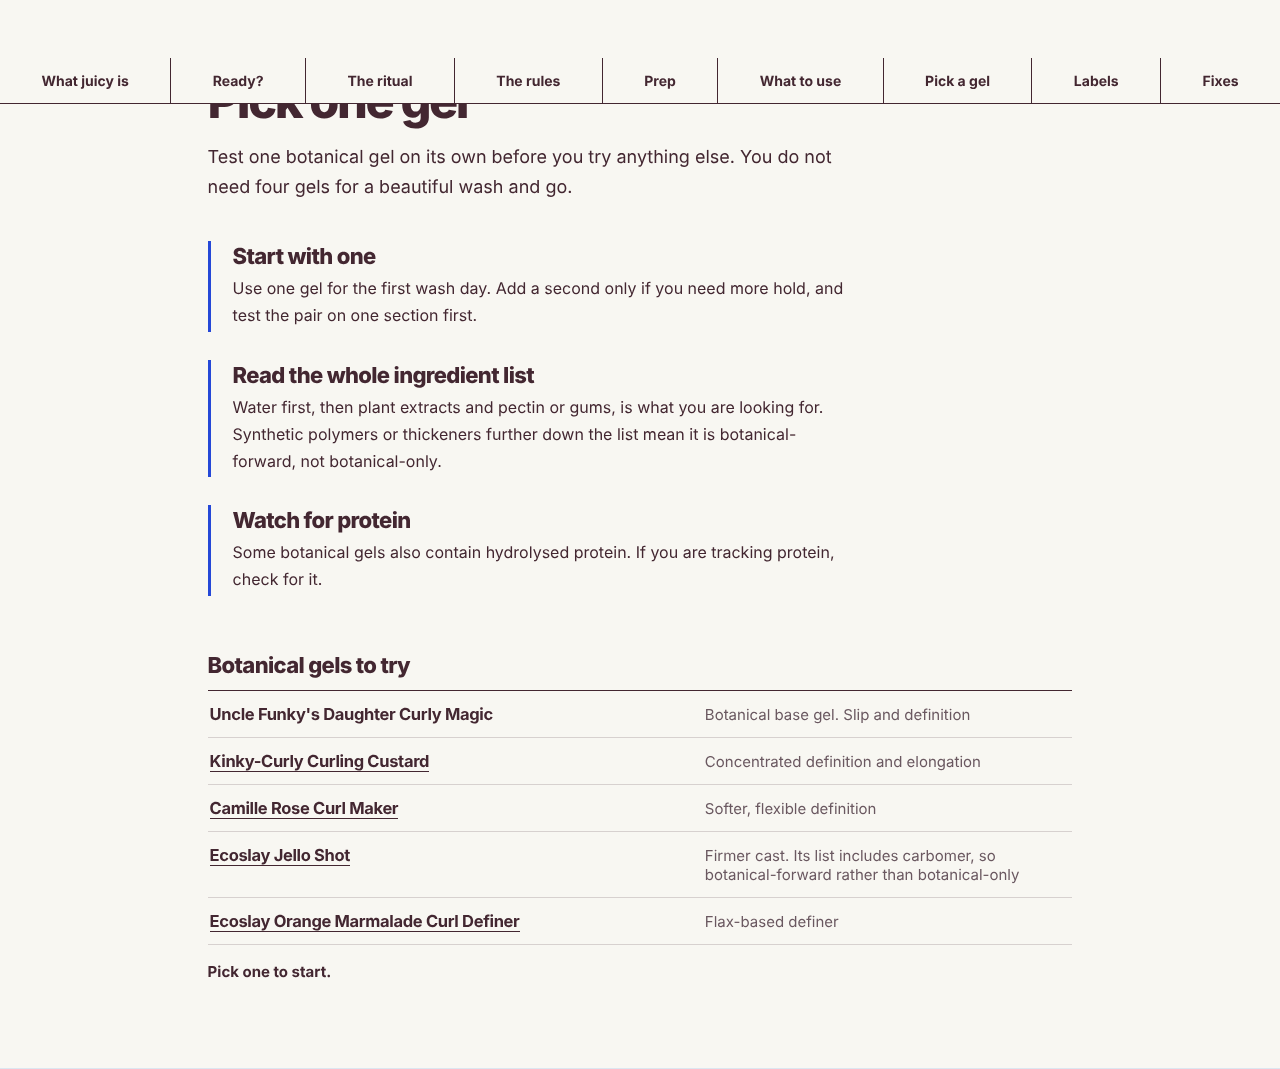 What juicy is
Ready?
The ritual
The rules
Prep
What to use
Pick a gel
Labels
Fixes
Pick one gel
Test one botanical gel on its own before you try anything else. You do not
need four gels for a beautiful wash and go.
Start with one
Use one gel for the first wash day. Add a second only if you need more hold, and
test the pair on one section first.
Read the whole ingredient list
Water first, then plant extracts and pectin or gums, is what you are looking for.
Synthetic polymers or thickeners further down the list mean it is botanical-
forward, not botanical-only.
Watch for protein
Some botanical gels also contain hydrolysed protein. If you are tracking protein,
check for it.
Botanical gels to try
Uncle Funky's Daughter Curly Magic
Botanical base gel. Slip and definition
Kinky-Curly Curling Custard
Concentrated definition and elongation
Camille Rose Curl Maker
Softer, flexible definition
Ecoslay Jello Shot
Firmer cast. Its list includes carbomer, so
botanical-forward rather than botanical-only
Ecoslay Orange Marmalade Curl Definer
Flax-based definer
Pick one to start.